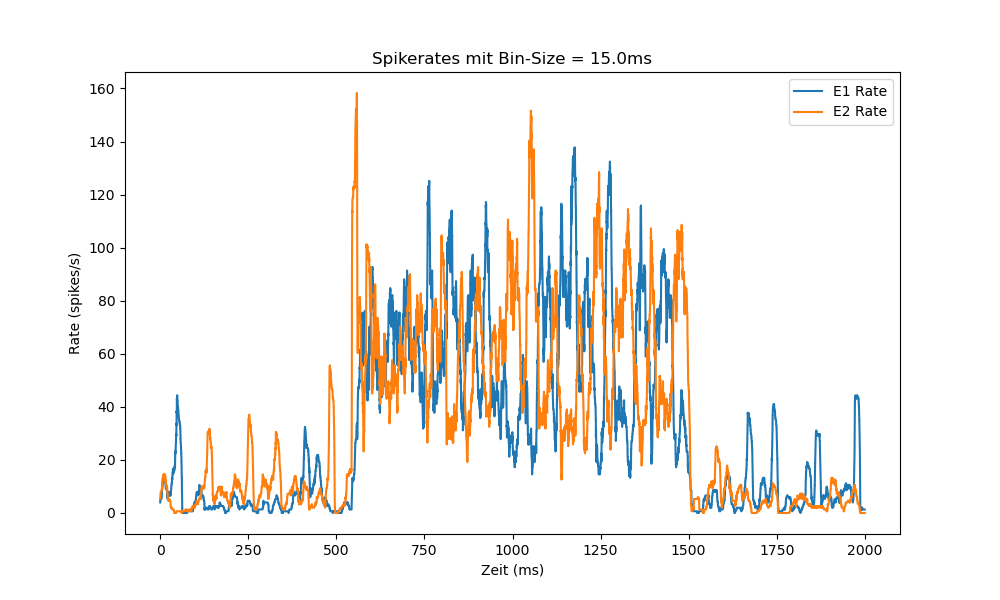 Spikerates mit Bin-Size = 15.0ms
E1 Rate
E2 Rate
Rate (spikes/s)
160
140
120
100
80
60
40
20
0
0 250 500 750 1000 1250 1500 1750 2000
Zeit (ms)